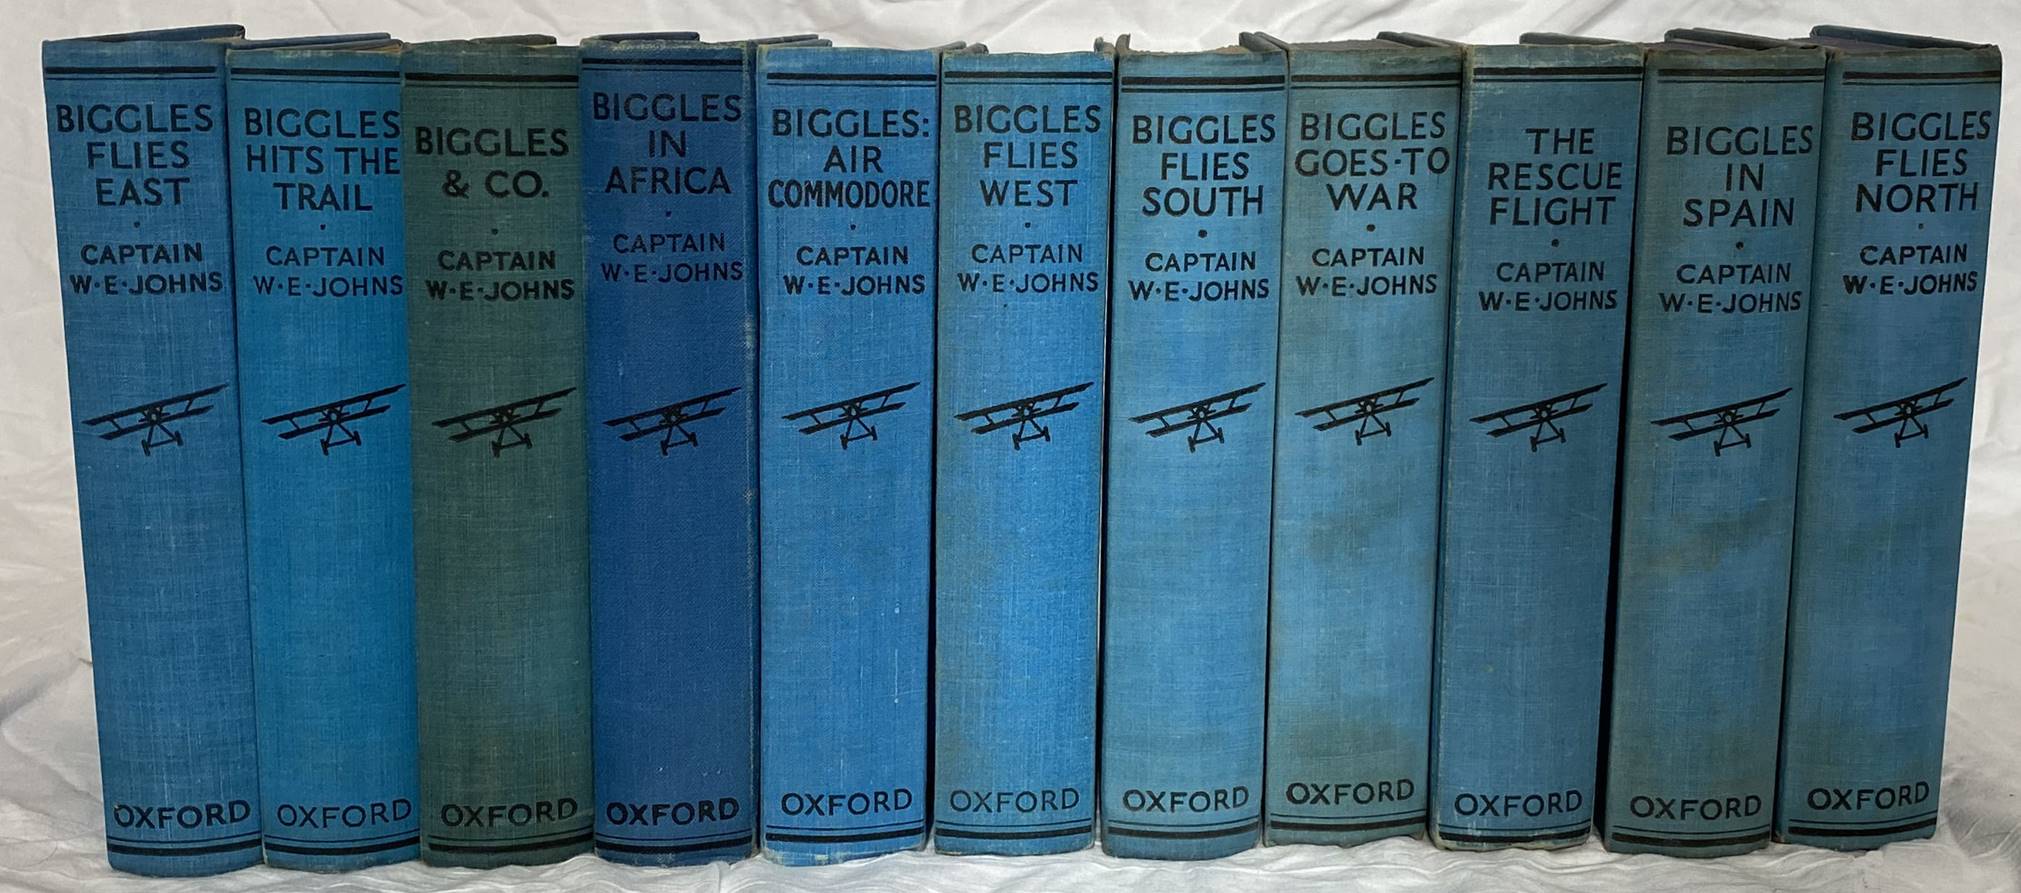 BIGGLES
FLIES
EAST
CAPTAIN
W·E·JOHNS
OXFORD
BIGGLES
HITS THE
TRAIL
CAPTAIN
W·E·JOHNS
OXFORD
BIGGLES
& CO.
CAPTAIN
W·E·JOHNS
OXFORD
BIGGLES
IN
AFRICA
CAPTAIN
W·E·JOHNS
OXFORD
BIGGLES:
AIR
COMMODORE
CAPTAIN
W·E·JOHNS
OXFORD
BIGGLES
FLIES
WEST
CAPTAIN
W·E·JOHNS
OXFORD
BIGGLES
FLIES
SOUTH
CAPTAIN
W·E·JOHNS
OXFORD
BIGGLES
GOES·TO
WAR
CAPTAIN
W·E·JOHNS
OXFORD
THE
RESCUE
FLIGHT
CAPTAIN
W·E·JOHNS
OXFORD
BIGGLES
IN
SPAIN
CAPTAIN
W·E·JOHNS
OXFORD
BIGGLES
FLIES
NORTH
CAPTAIN
W·E·JOHNS
OXFORD